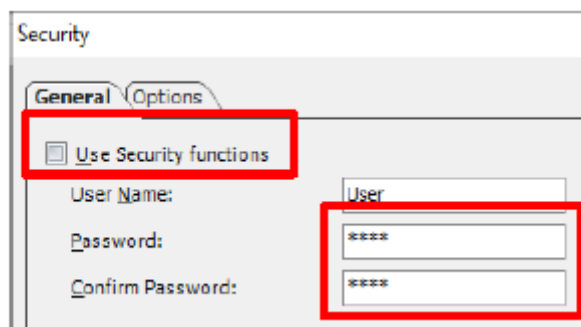 Security
General Options
Use Security functions
User Name: User
Password: ****
Confirm Password: ****